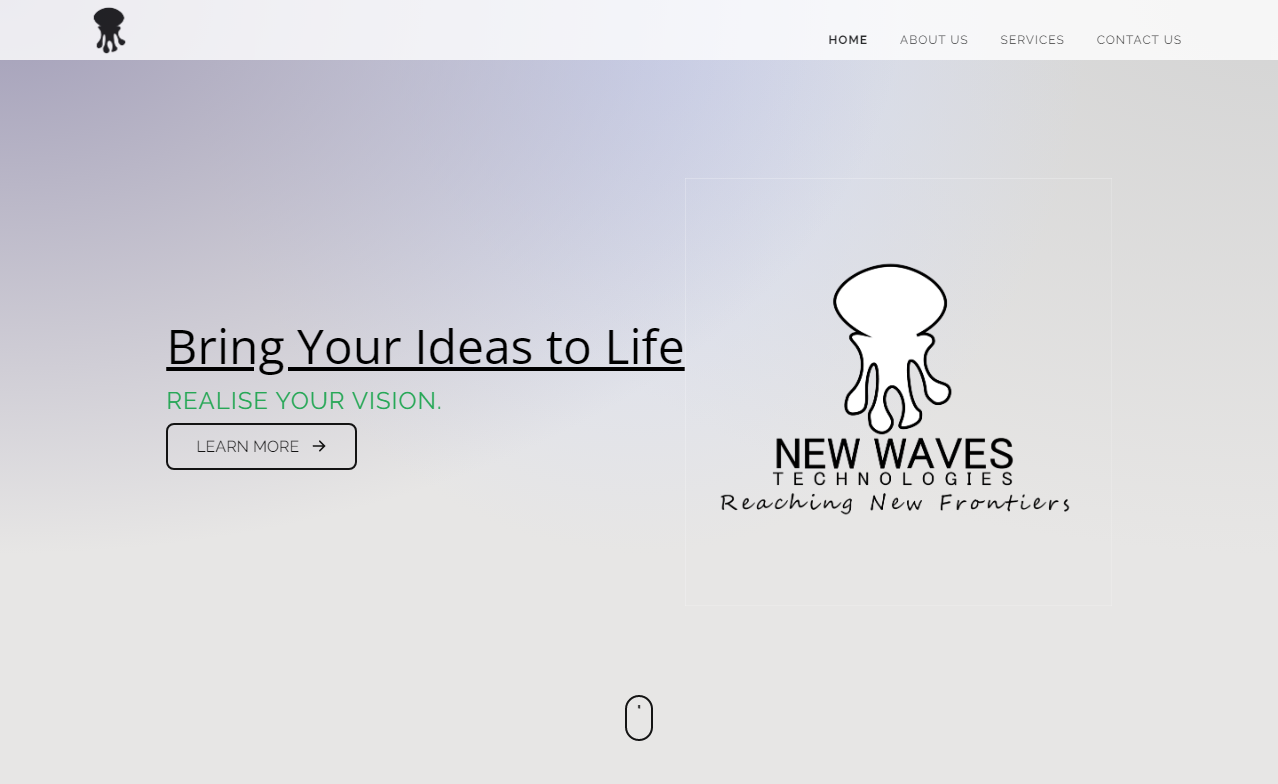 HOME ABOUT US SERVICES CONTACT US
Bring Your Ideas to Life
REALISE YOUR VISION.
LEARN MORE →
NEW WAVES
TECHNOLOGIES
Reaching New Frontiers